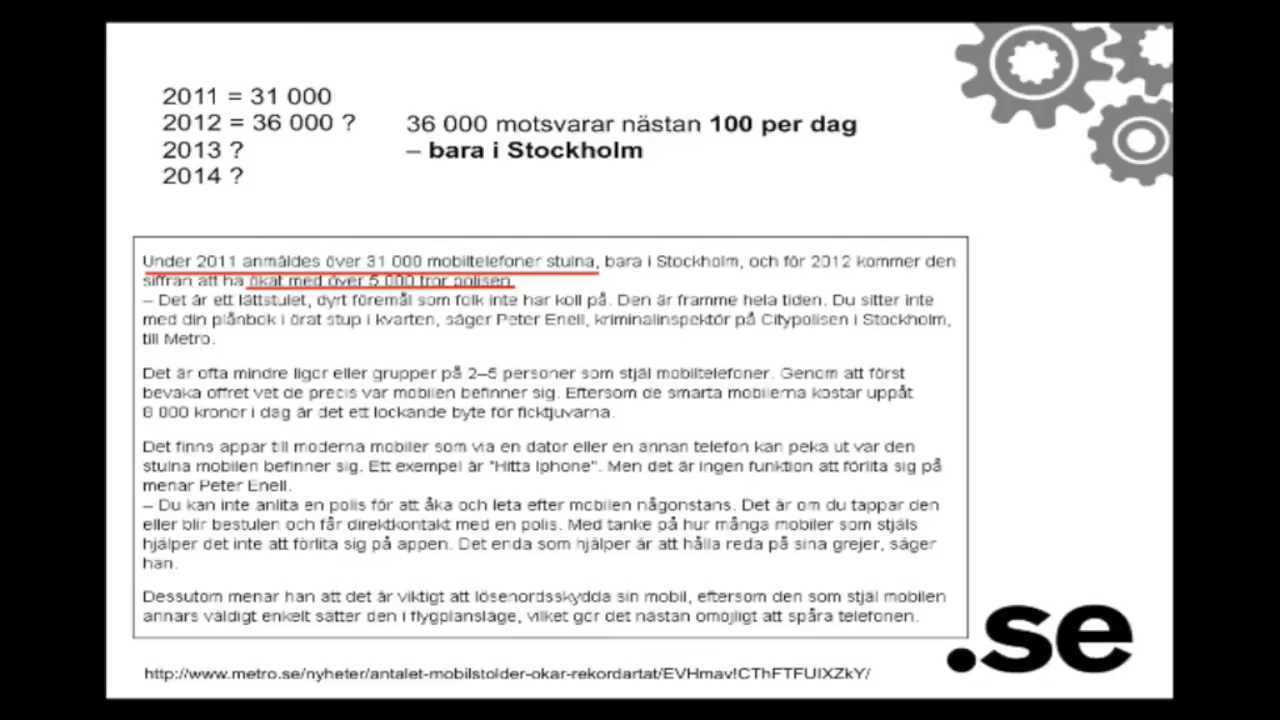 2011 = 31 000
2012 = 36 000 ?
2013 ?
2014 ?
36 000 motsvarar nästan 100 per dag
– bara i Stockholm
Under 2011 anmäldes över 31 000 mobiltelefoner stulna, bara i Stockholm, och för 2012 kommer den
siffran att ha ökat med över 5 000 tror polisen.
– Det är ett lättstulet, dyrt föremål som folk inte har koll på. Den är framme hela tiden. Du sitter inte
med din plånbok i örat stup i kvarten, säger Peter Enell, kriminalinspektör på Citypolisen i Stockholm,
till Metro.
Det är ofta mindre ligor eller grupper på 2–5 personer som stjäl mobiltelefoner. Genom att först
bevaka offret vet de precis var mobilen befinner sig. Eftersom de smarta mobilerna kostar uppåt
8 000 kronor i dag är det ett lockande byte för ficktjuvarna.
Det finns appar till moderna mobiler som via en dator eller en annan telefon kan peka ut var den
stulna mobilen befinner sig. Ett exempel är "Hitta Iphone". Men det är ingen funktion att förlita sig på
menar Peter Enell.
– Du kan inte anlita en polis för att åka och leta efter mobilen någonstans. Det är om du tappar den
eller blir bestulen och får direktkontakt med en polis. Med tanke på hur många mobiler som stjäls
hjälper det inte att förlita sig på appen. Det enda som hjälper är att hålla reda på sina grejer, säger
han.
Dessutom menar han att det är viktigt att lösenordsskydda sin mobil, eftersom den som stjäl mobilen
annars väldigt enkelt sätter den i flygplansläge, vilket gör det nästan omöjligt att spåra telefonen.
.se
http://www.metro.se/nyheter/antalet-mobilstolder-okar-rekordartat/EVHmav!CThFTFUIXZkY/